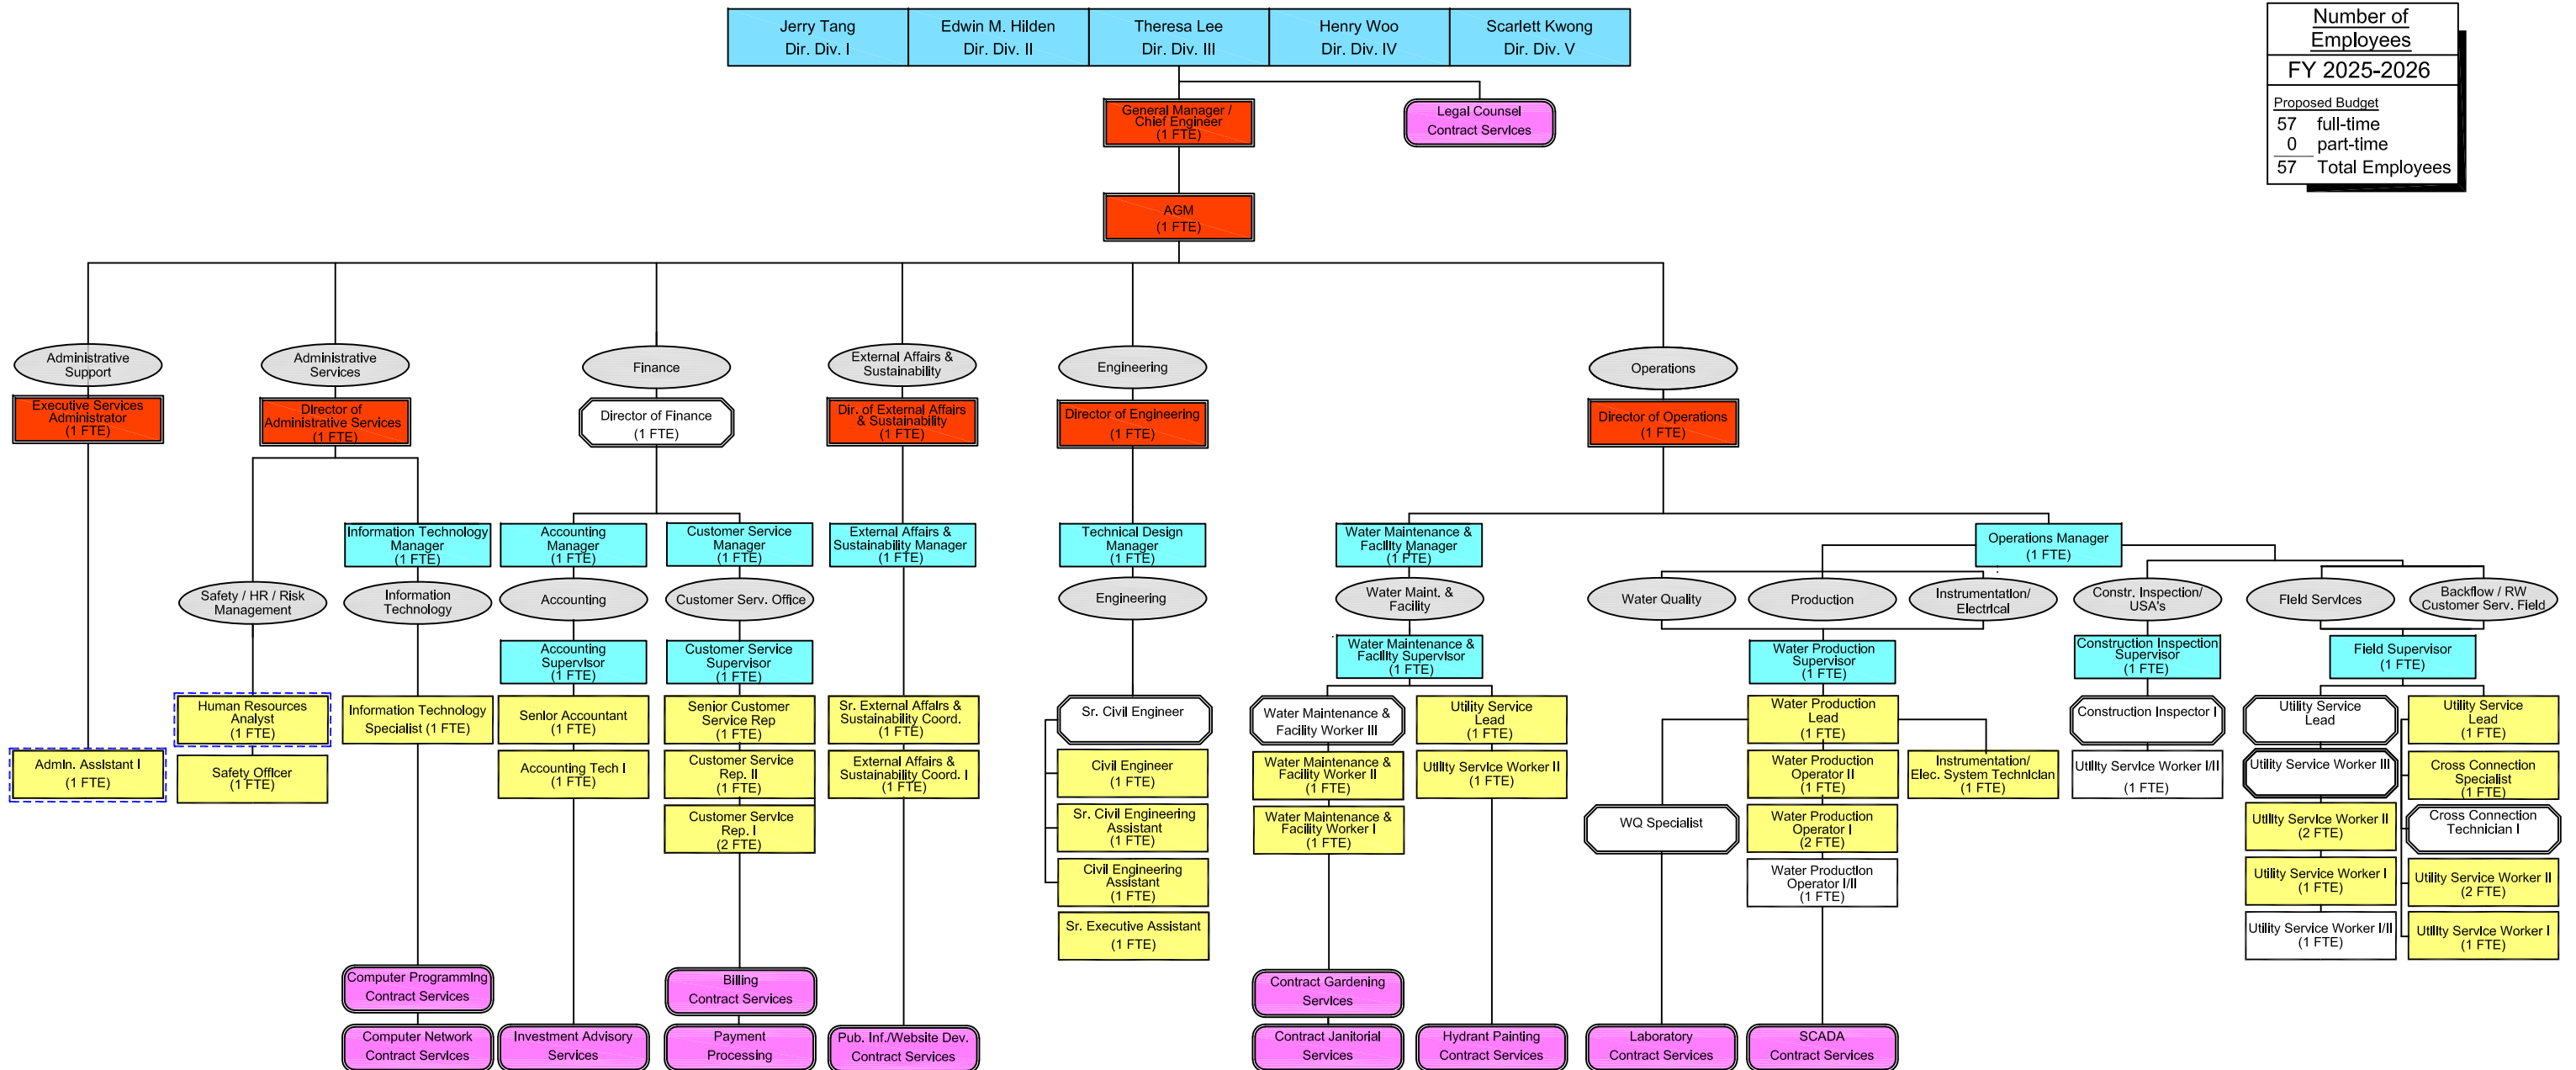 Jerry Tang
Dir. Div. I
Edwin M. Hilden
Dir. Div. II
Theresa Lee
Dir. Div. III
Henry Woo
Dir. Div. IV
Scarlett Kwong
Dir. Div. V
Number of
Employees
FY 2025-2026
Proposed Budget
57 full-time
0 part-time
57 Total Employees
General Manager /
Chief Engineer
(1 FTE)
Legal Counsel
Contract Services
AGM
(1 FTE)
Administrative
Support
Executive Services
Administrator
(1 FTE)
Admin. Assistant I
(1 FTE)
Administrative
Services
Director of
Administrative Services
(1 FTE)
Safety / HR / Risk
Management
Human Resources
Analyst
(1 FTE)
Safety Officer
(1 FTE)
Information Technology
Manager
(1 FTE)
Information
Technology
Information Technology
Specialist (1 FTE)
Computer Programming
Contract Services
Computer Network
Contract Services
Finance
Director of Finance
(1 FTE)
Accounting
Manager
(1 FTE)
Accounting
Accounting
Supervisor
(1 FTE)
Senior Accountant
(1 FTE)
Accounting Tech I
(1 FTE)
Investment Advisory
Services
Customer Service
Manager
(1 FTE)
Customer Serv. Office
Customer Service
Supervisor
(1 FTE)
Senior Customer
Service Rep
(1 FTE)
Customer Service
Rep. II
(1 FTE)
Customer Service
Rep. I
(2 FTE)
Billing
Contract Services
Payment
Processing
External Affairs &
Sustainability
Dir. of External Affairs
& Sustainability
(1 FTE)
External Affairs &
Sustainability Manager
(1 FTE)
Sr. External Affairs &
Sustainability Coord.
(1 FTE)
External Affairs &
Sustainability Coord. I
(1 FTE)
Pub. Inf./Website Dev.
Contract Services
Engineering
Director of Engineering
(1 FTE)
Technical Design
Manager
(1 FTE)
Engineering
Sr. Civil Engineer
Civil Engineer
(1 FTE)
Sr. Civil Engineering
Assistant
(1 FTE)
Civil Engineering
Assistant
(1 FTE)
Sr. Executive Assistant
(1 FTE)
Operations
Director of Operations
(1 FTE)
Water Maintenance &
Facility Manager
(1 FTE)
Water Maint. &
Facility
Water Maintenance &
Facility Supervisor
(1 FTE)
Water Maintenance &
Facility Worker III
Water Maintenance &
Facility Worker II
(1 FTE)
Water Maintenance &
Facility Worker I
(1 FTE)
Contract Gardening
Services
Contract Janitorial
Services
Utility Service
Lead
(1 FTE)
Utility Service Worker II
(1 FTE)
Hydrant Painting
Contract Services
Operations Manager
(1 FTE)
Water Quality
Production
Instrumentation/
Electrical
Water Production
Supervisor
(1 FTE)
Water Production
Lead
(1 FTE)
WQ Specialist
Laboratory
Contract Services
Water Production
Operator II
(1 FTE)
Water Production
Operator I
(2 FTE)
Water Production
Operator I/II
(1 FTE)
SCADA
Contract Services
Instrumentation/
Elec. System Technician
(1 FTE)
Constr. Inspection/
USA's
Construction Inspection
Supervisor
(1 FTE)
Construction Inspector I
Utility Service Worker I/II
(1 FTE)
Field Services
Backflow / RW
Customer Serv. Field
Field Supervisor
(1 FTE)
Utility Service
Lead
Utility Service Worker III
Utility Service Worker II
(2 FTE)
Utility Service Worker I
(1 FTE)
Utility Service Worker I/II
(1 FTE)
Utility Service
Lead
(1 FTE)
Cross Connection
Specialist
(1 FTE)
Cross Connection
Technician I
Utility Service Worker II
(2 FTE)
Utility Service Worker I
(1 FTE)